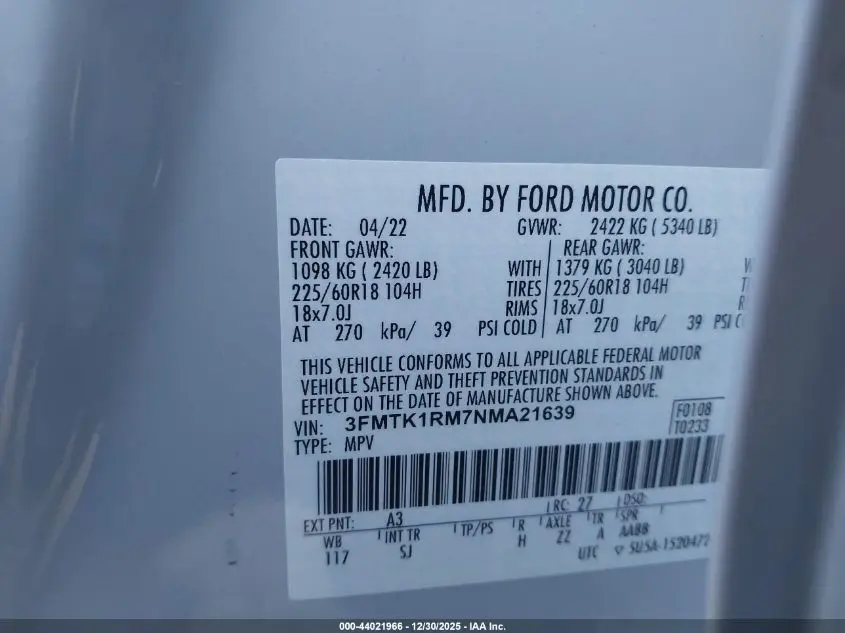 MFD. BY FORD MOTOR CO.
DATE: 04/22 GVWR: 2422 KG ( 5340 LB)
FRONT GAWR: REAR GAWR:
1098 KG ( 2420 LB) WITH 1379 KG ( 3040 LB)
225/60R18 104H TIRES 225/60R18 104H
18x7.0J RIMS 18x7.0J
AT 270 kPa/ 39 PSI COLD AT 270 kPa/ 39 PSI
THIS VEHICLE CONFORMS TO ALL APPLICABLE FEDERAL MOTOR
VEHICLE SAFETY AND THEFT PREVENTION STANDARDS IN
EFFECT ON THE DATE OF MANUFACTURE SHOWN ABOVE.
VIN: 3FMTK1RM7NMA21639 F0108
TYPE: MPV T0233
RC: 27 DSO:
EXT PNT: A3
WB INT TR TP/PS R AXLE TR SPR
117 SJ H ZZ A AABB
UTC
000-44021966 - 12/30/2025 - IAA Inc.